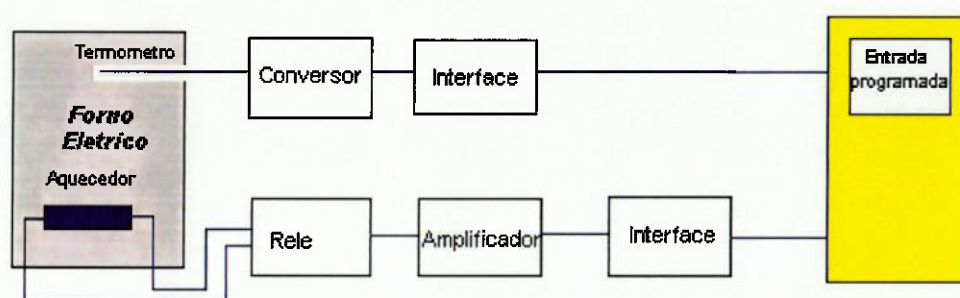 Termometro
Conversor
Interface
Entrada
programada
Forno
Eletrico
Aquecedor
Rele
Amplificador
Interface